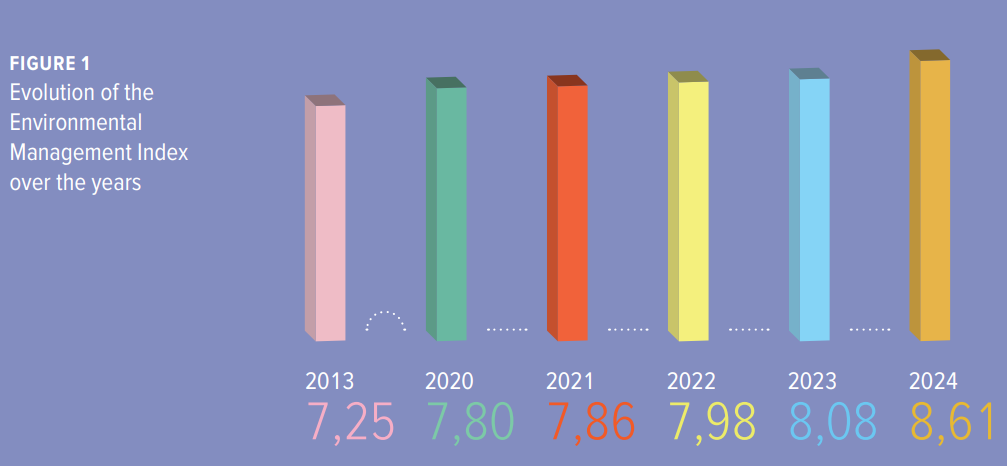 FIGURE 1
Evolution of the
Environmental
Management Index
over the years
2013 2020 2021 2022 2023 2024
7,25 7,80 7,86 7,98 8,08 8,61